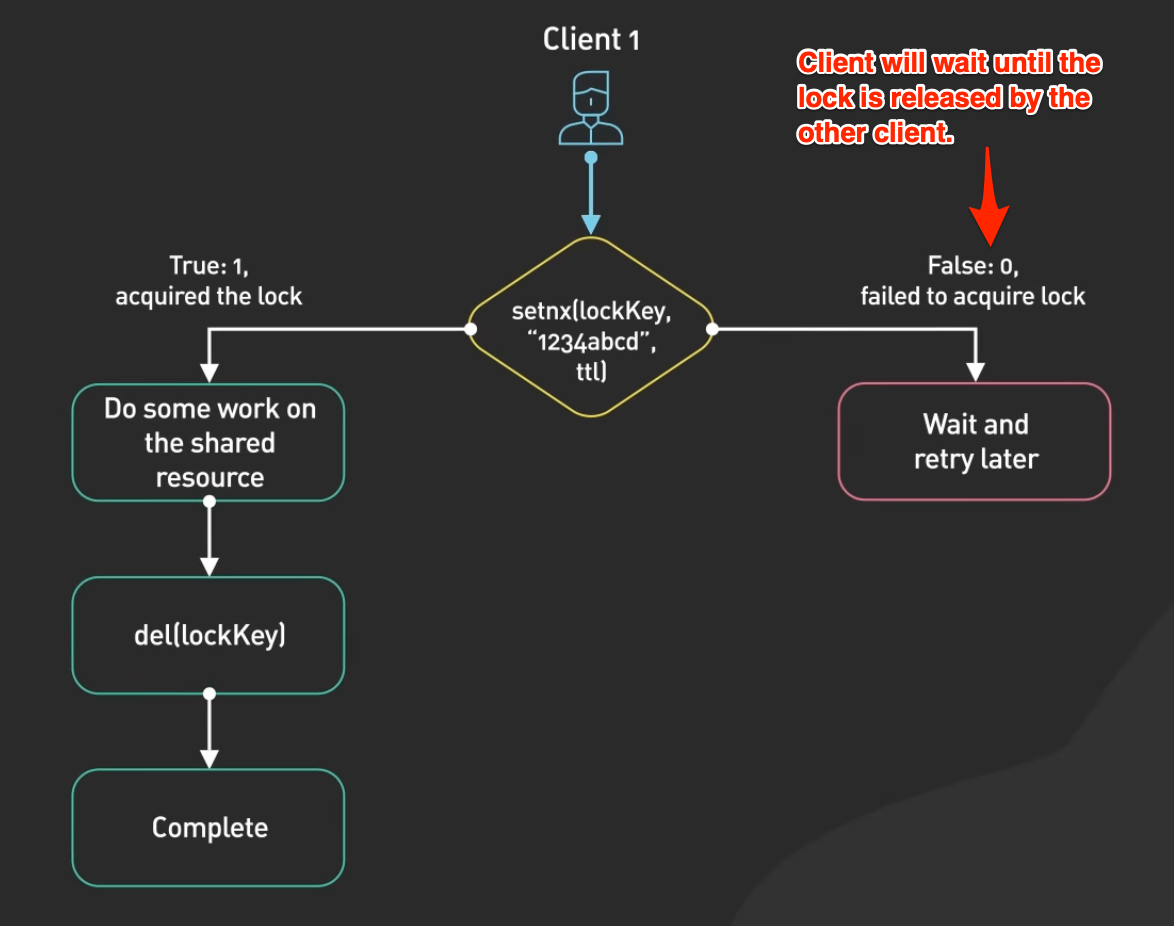 Client 1
Client will wait until the
lock is released by the
other client.
True: 1,
acquired the lock
False: 0,
failed to acquire lock
setnx(lockKey,
“1234abcd”,
ttl)
Do some work on
the shared
resource
Wait and
retry later
del(lockKey)
Complete